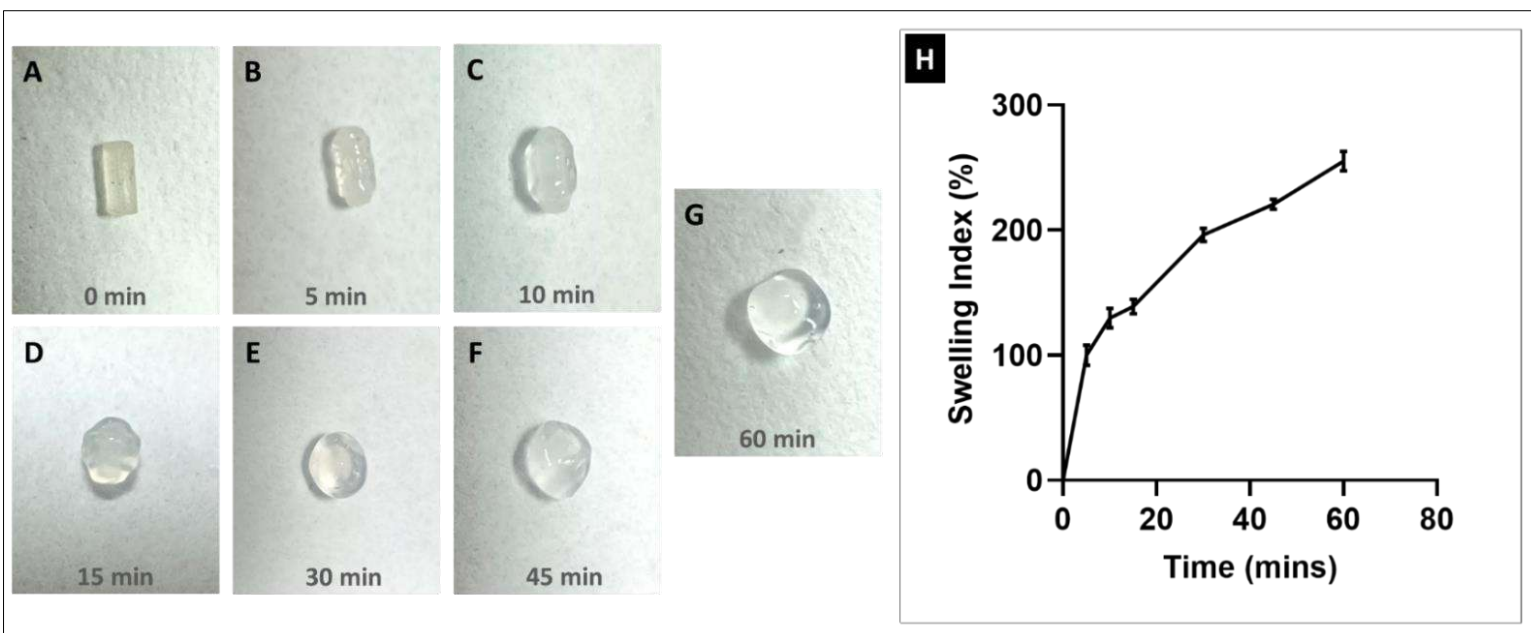 A
0 min
B
5 min
C
10 min
D
15 min
E
30 min
F
45 min
G
60 min
H
300
200
100
0
Swelling Index (%)
0 20 40 60 80
Time (mins)